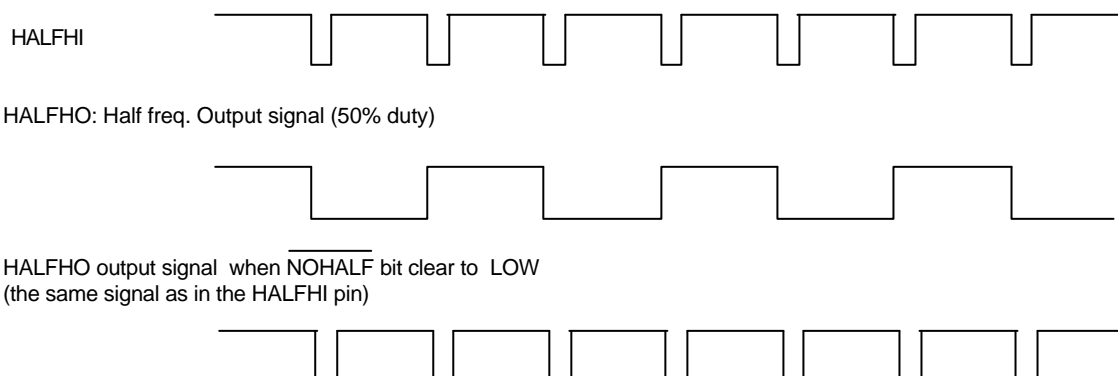 HALFHI
HALFHO: Half freq. Output signal (50% duty)
HALFHO output signal when NOHALF bit clear to LOW
(the same signal as in the HALFHI pin)